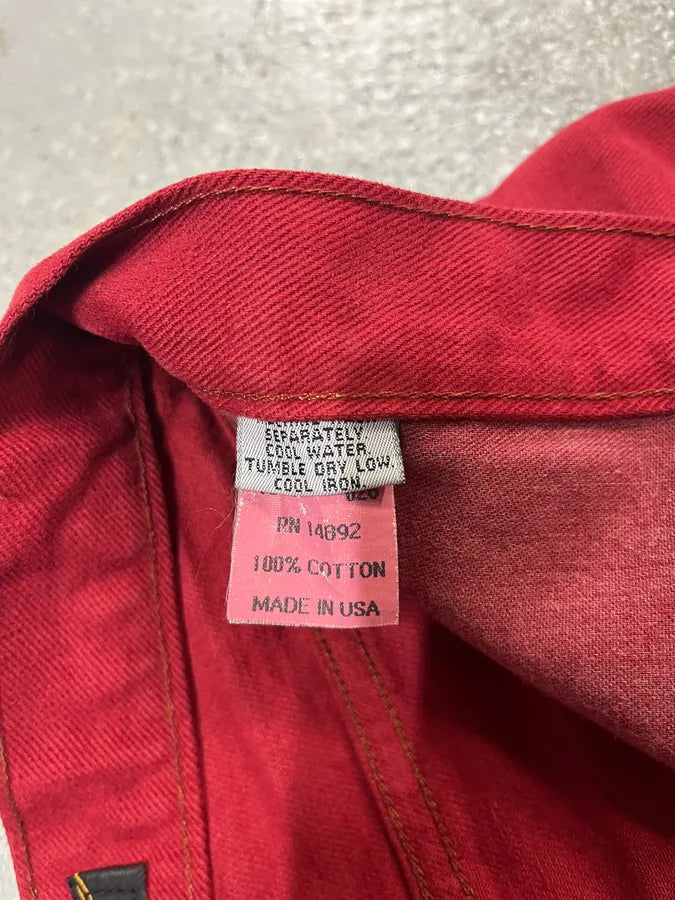 SEPARATELY
COOL WATER.
TUMBLE DRY LOW.
COOL IRON.
RN 14892
100% COTTON
MADE IN USA